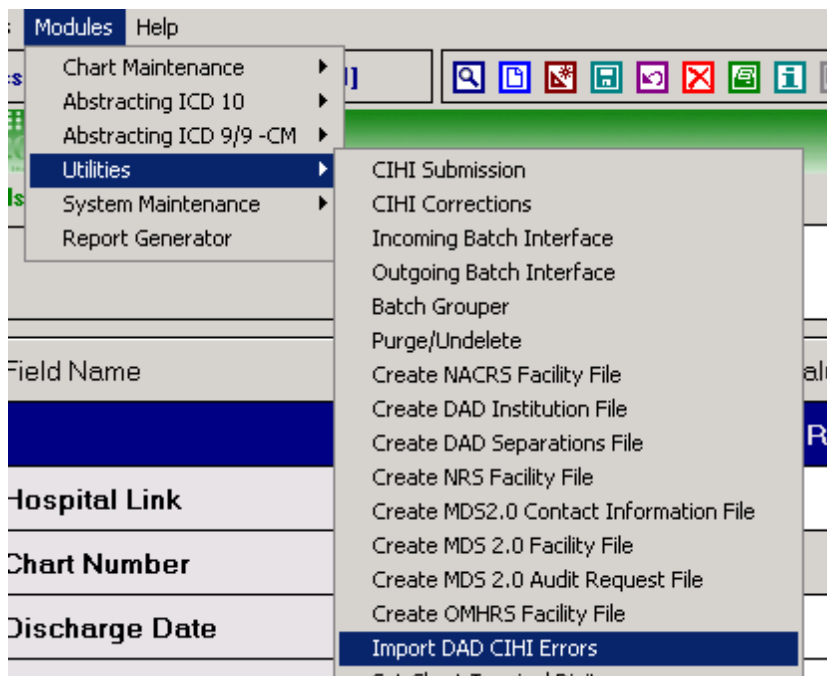 Modules Help
Chart Maintenance
Abstracting ICD 10
Abstracting ICD 9/9 -CM
Utilities
System Maintenance
Report Generator
CIHI Submission
CIHI Corrections
Incoming Batch Interface
Outgoing Batch Interface
Batch Grouper
Purge/Undelete
Create NACRS Facility File
Create DAD Institution File
Create DAD Separations File
Create NRS Facility File
Create MDS2.0 Contact Information File
Create MDS 2.0 Facility File
Create MDS 2.0 Audit Request File
Create OMHRS Facility File
Import DAD CIHI Errors
Field Name
Hospital Link
Chart Number
Discharge Date